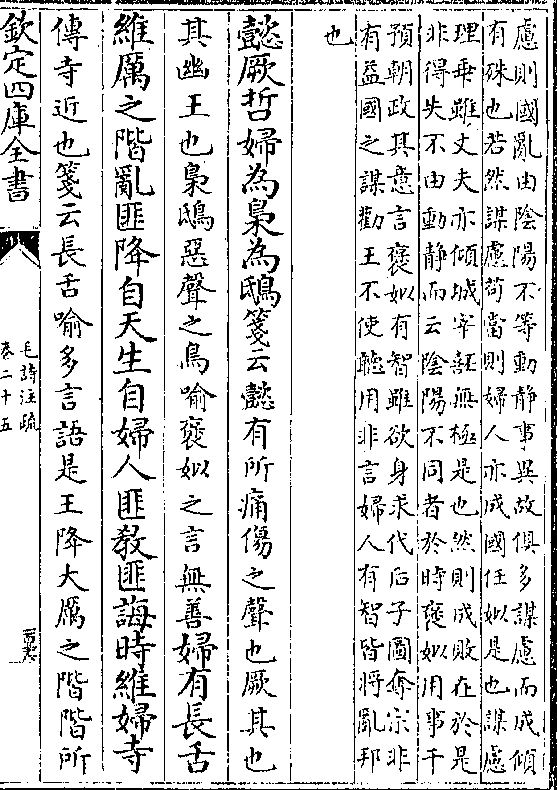 慮則國亂由陰陽不等動静事異故俱多謀慮而成傾
有殊也若然謀慮苟當則婦人亦成國任姒是也謀慮
理乖雖丈夫亦傾城宰嚭無極是也然則成敗在於是
非得失不由動静而云陰陽不同者於時襃姒用事干
預朝政其意言襃姒有智雖欲身求代后子圖奪宗非
有益國之謀勸王不使聽用非言婦人有智皆將亂邦
也
懿厥哲婦為梟為鴟箋云懿有所痛傷之聲也厥其也
其幽王也梟鴟惡聲之鳥喻襃姒之言無善婦有長舌
維厲之階亂匪降自天生自婦人匪教匪誨時維婦寺
傳寺近也箋云長舌喻多言語是王降大厲之階階所
欽定四庫全書
毛詩注疏
卷二十五